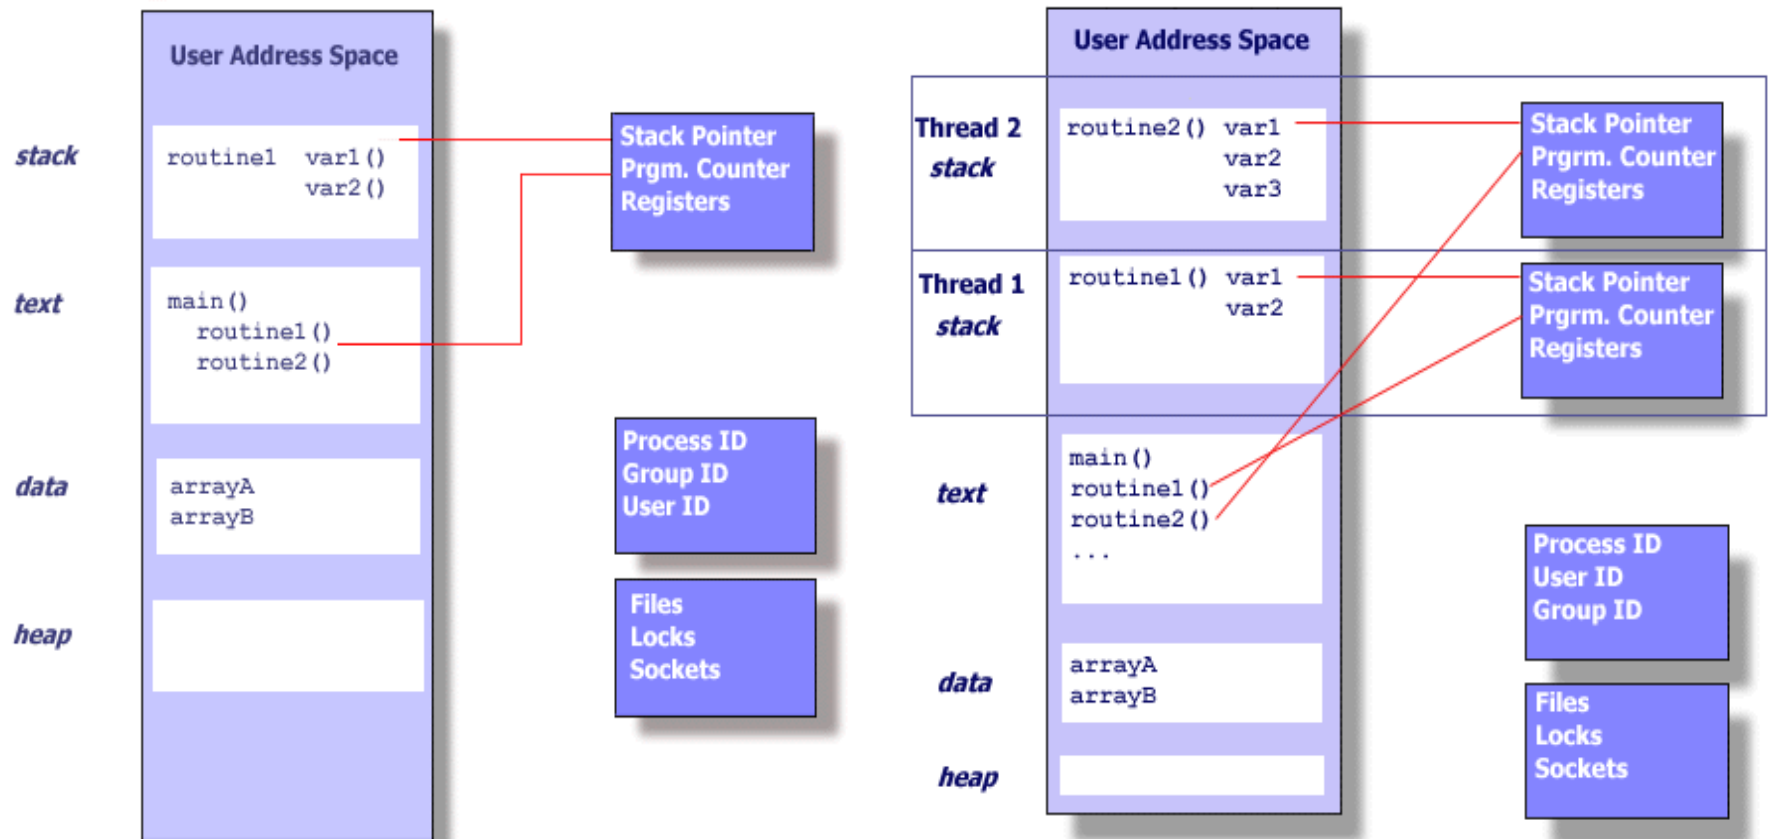 User Address Space
stack
routine1 var1()
var2()
Stack Pointer
Prgm. Counter
Registers
text
main()
routine1()
routine2()
data
arrayA
arrayB
Process ID
Group ID
User ID
heap
Files
Locks
Sockets
User Address Space
Thread 2
stack
routine2() var1
var2
var3
Stack Pointer
Prgrm. Counter
Registers
Thread 1
stack
routine1() var1
var2
Stack Pointer
Prgrm. Counter
Registers
text
main()
routine1()
routine2()
...
Process ID
User ID
Group ID
data
arrayA
arrayB
Files
Locks
Sockets
heap